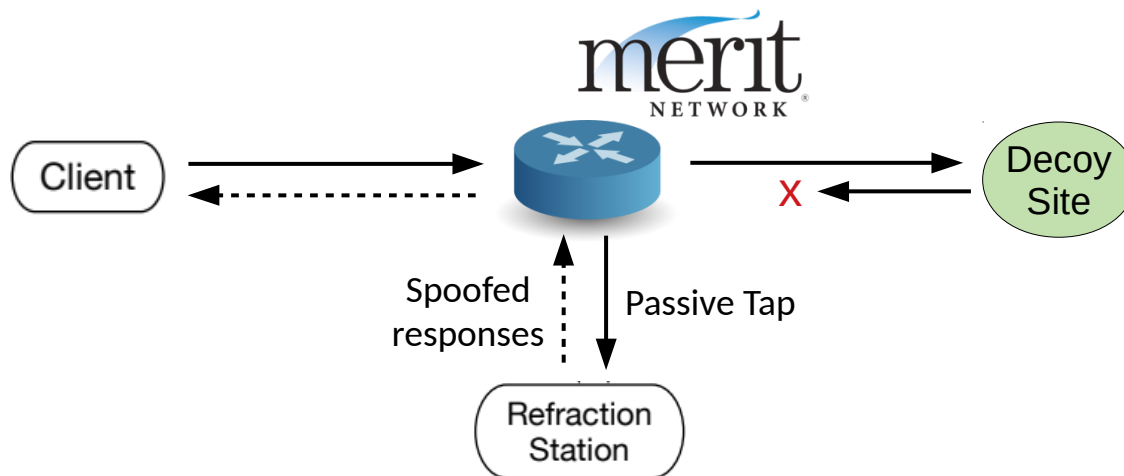 merit
NETWORK®
Client
Decoy
Site
X
Spoofed
responses
Passive Tap
Refraction
Station